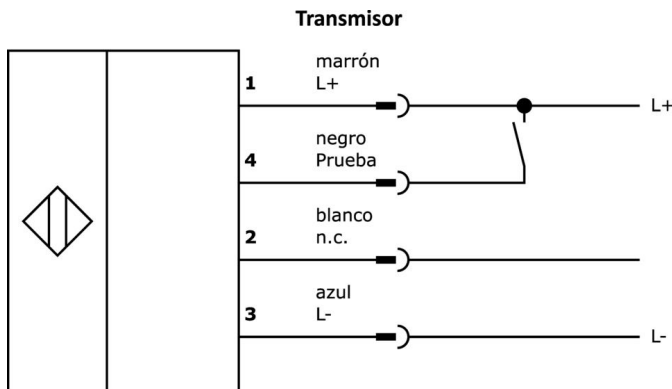 Transmisor
marrón
1 L+
L+
negro
4 Prueba
blanco
2 n.c.
azul
3 L-
L-